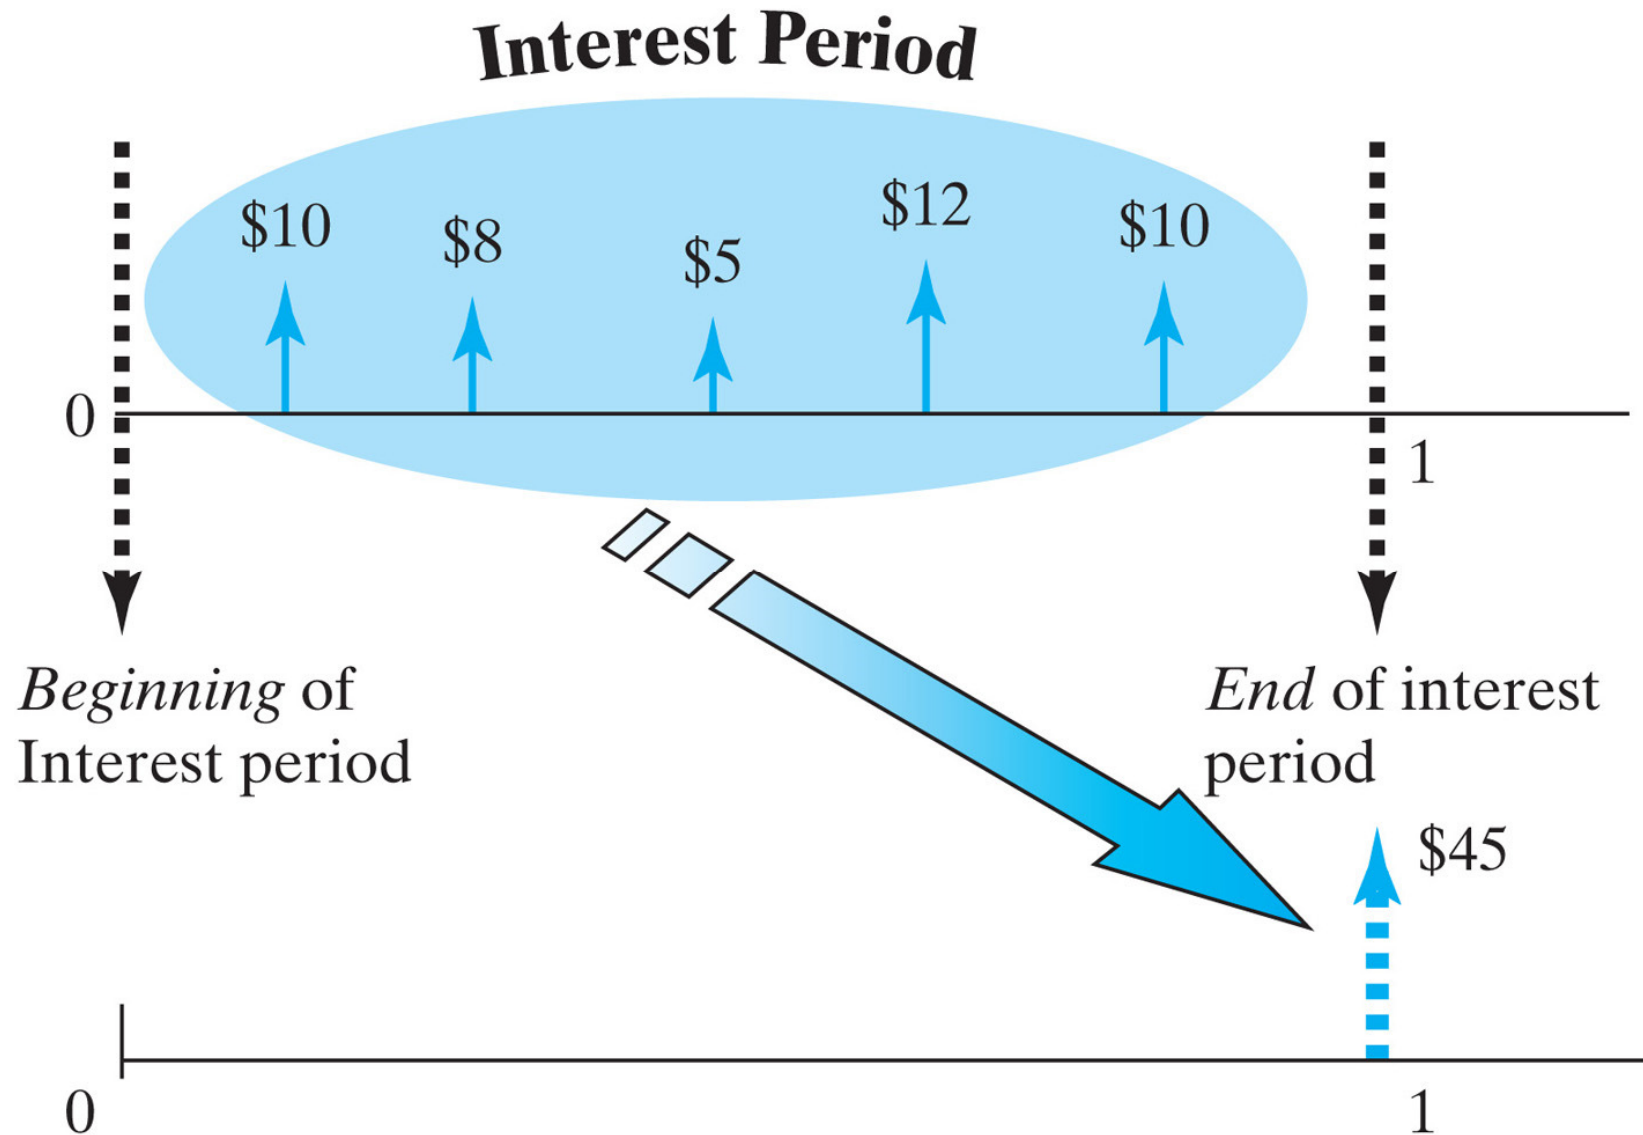 Interest Period
$10
$8
$5
$12
$10
0
1
Beginning of
Interest period
End of interest
period
$45
0
1